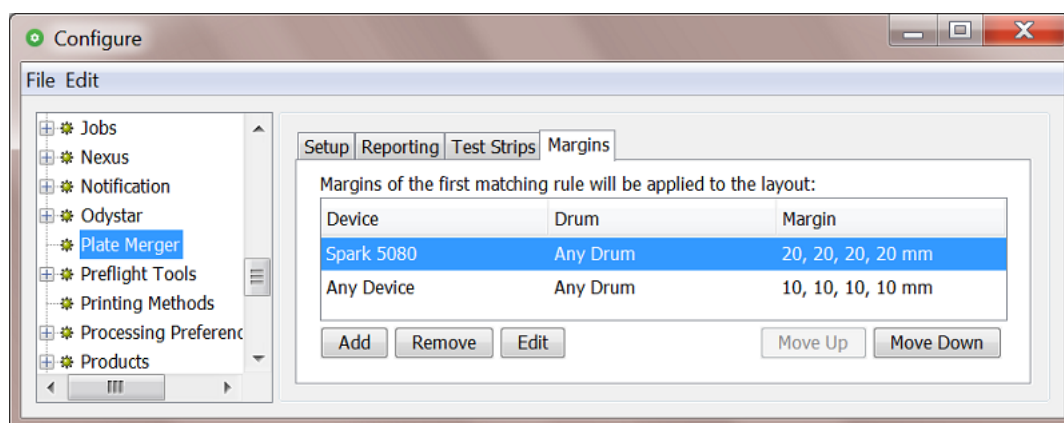 Configure
File Edit
Jobs
Nexus
Notification
Odystar
Plate Merger
Preflight Tools
Printing Methods
Processing Preferenc
Products
Setup Reporting Test Strips Margins
Margins of the first matching rule will be applied to the layout:
Device Drum Margin
Spark 5080 Any Drum 20, 20, 20, 20 mm
Any Device Any Drum 10, 10, 10, 10 mm
Add Remove Edit Move Up Move Down